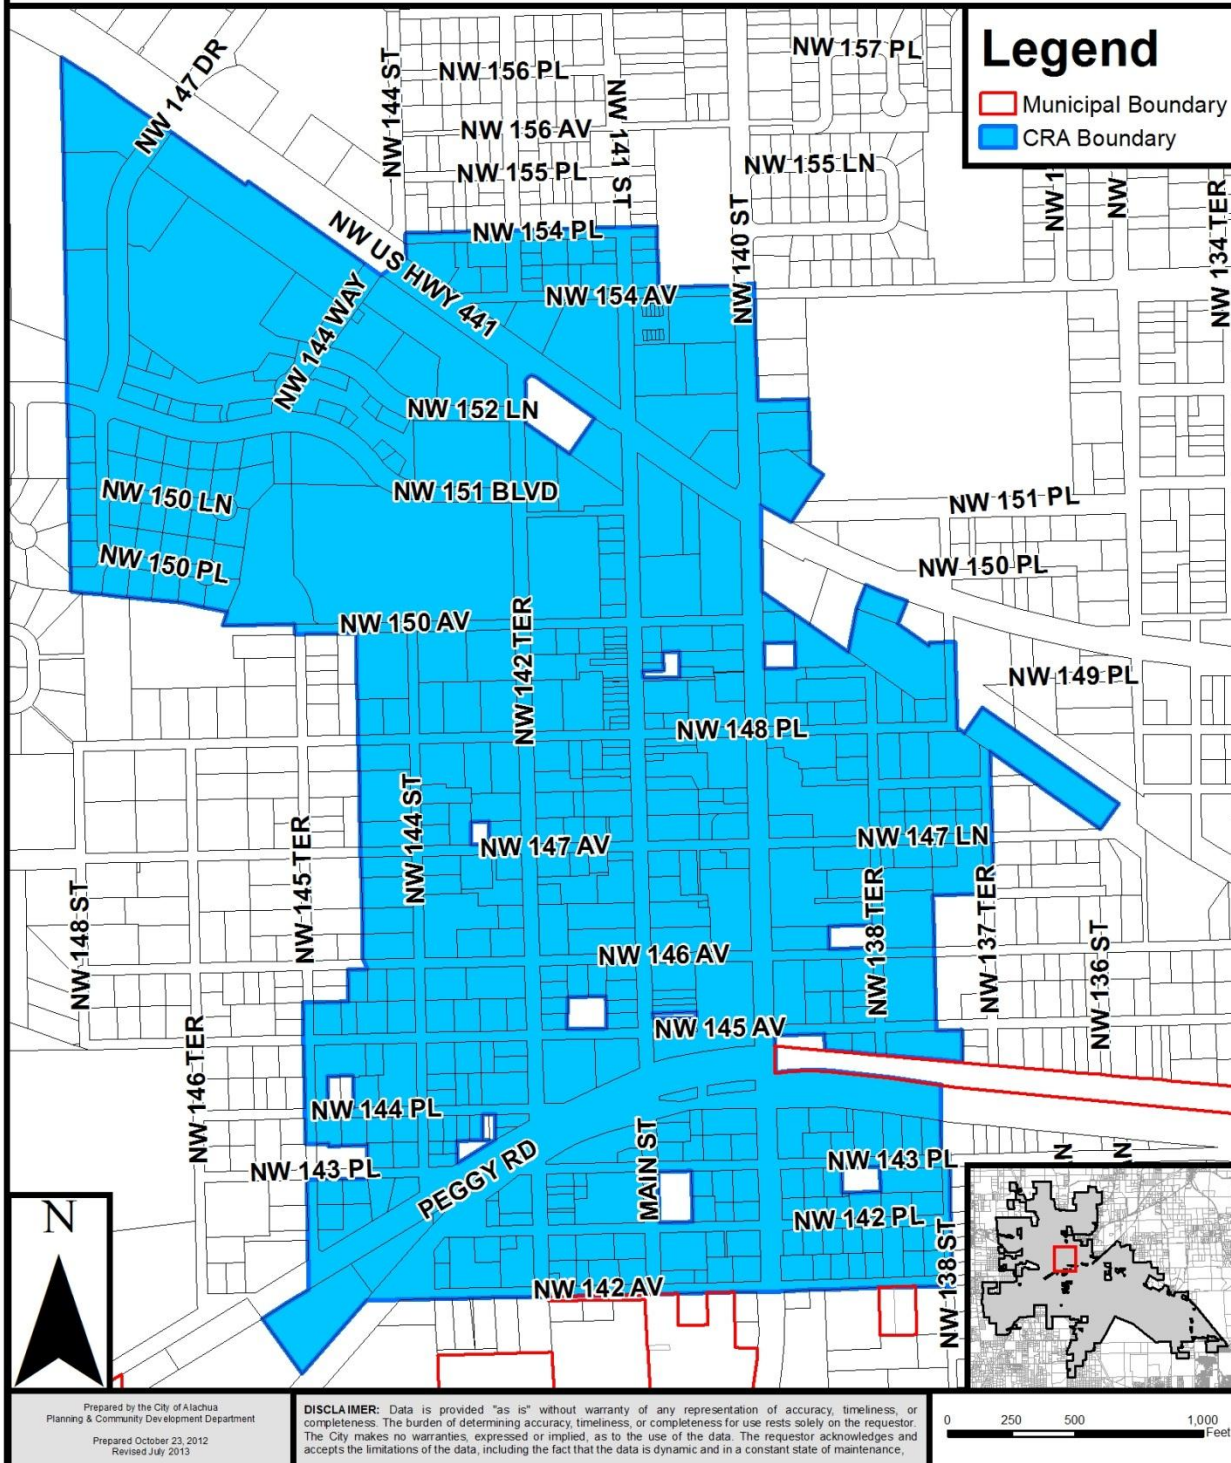 Legend
Municipal Boundary
CRA Boundary
NW 147 DR
NW 144 ST
NW 156 PL
NW 157 PL
NW 156 AV
NW 141 ST
NW 155 PL
NW 155 LN
NW 1
NW
NW 134 TER
NW 154 PL
NW US HWY 441
NW 140 ST
NW 154 AV
NW 144 WAY
NW 152 LN
NW 151 BLVD
NW 150 LN
NW 151 PL
NW 150 PL
NW 150 PL
NW 150 AV
NW 142 TER
NW 149 PL
NW 148 PL
NW 144 ST
NW 147 AV
NW 147 LN
NW 145 TER
NW 148 ST
NW 138 TER
NW 137 TER
NW 136 ST
NW 146 AV
NW 145 AV
NW 146 TER
NW 144 PL
NW 143 PL
PEGGY RD
MAIN ST
NW 143 PL
NW 142 PL
NW 138 ST
NW 142 AV
N
Prepared by the City of Alachua
Planning & Community Development Department
Prepared October 23, 2012
Revised July 2013
DISCLAIMER: Data is provided "as is" without warranty of any representation of accuracy, timeliness, or
completeness. The burden of determining accuracy, timeliness, or completeness for use rests solely on the requestor.
The City makes no warranties, expressed or implied, as to the use of the data. The requestor acknowledges and
accepts the limitations of the data, including the fact that the data is dynamic and in a constant state of maintenance,
0 250 500 1,000
Feet